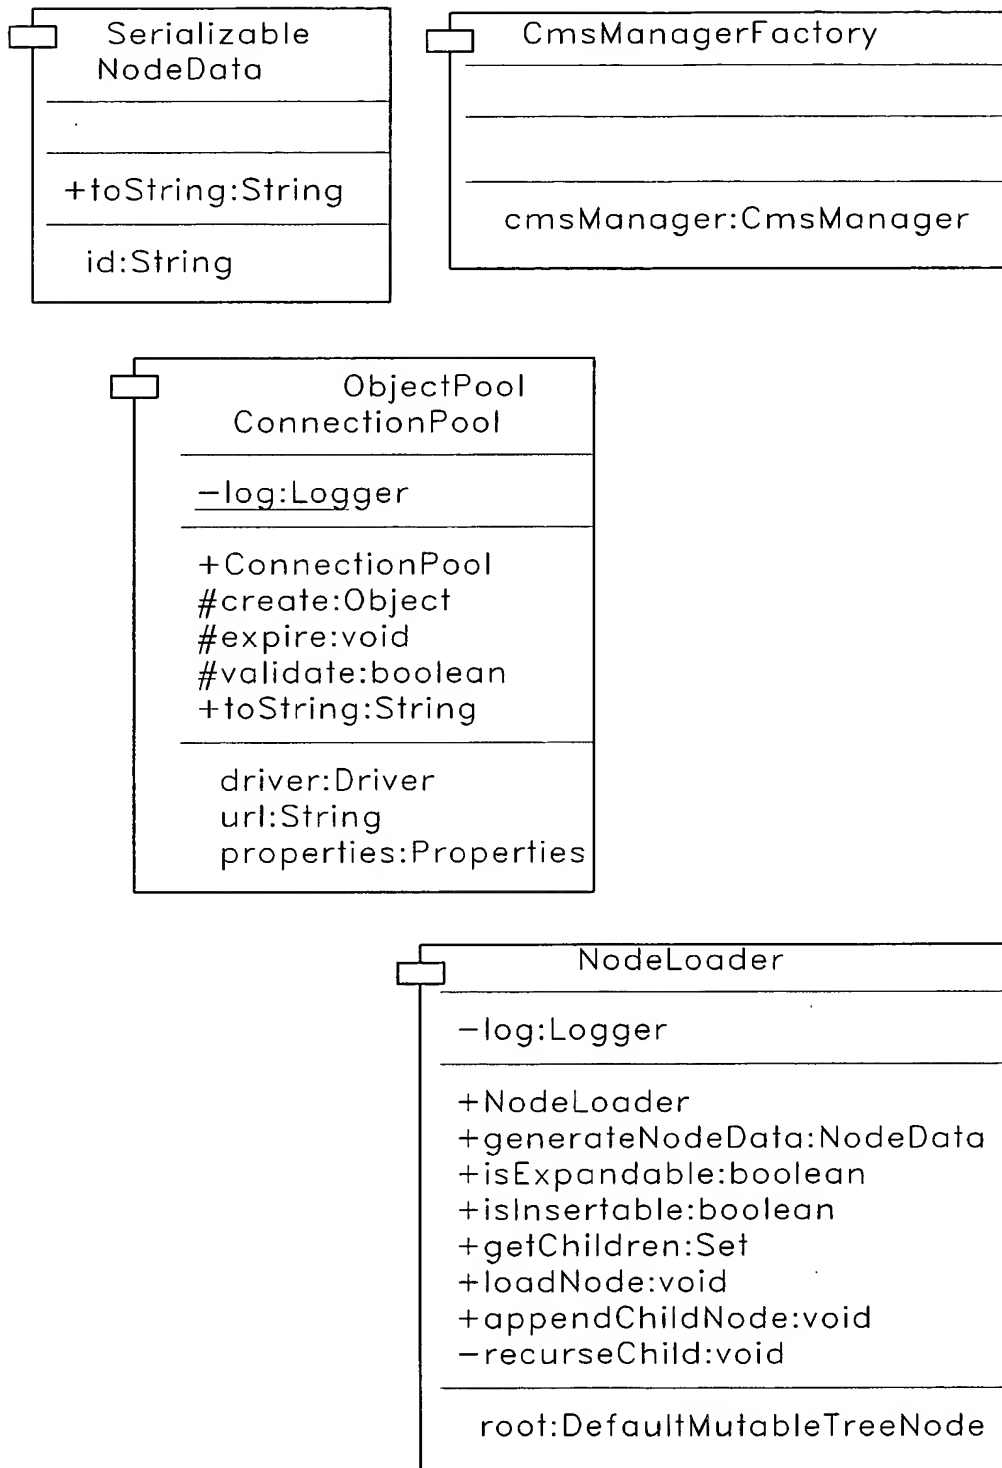 Serializable
NodeData
+toString:String
id:String
CmsManagerFactory
cmsManager:CmsManager
ObjectPool
ConnectionPool
-log:Logger
+ConnectionPool
#create:Object
#expire:void
#validate:boolean
+toString:String
driver:Driver
url:String
properties:Properties
NodeLoader
-log:Logger
+NodeLoader
+generateNodeData:NodeData
+isExpandable:boolean
+isInsertable:boolean
+getChildren:Set
+loadNode:void
+appendChildNode:void
-recurseChild:void
root:DefaultMutableTreeNode